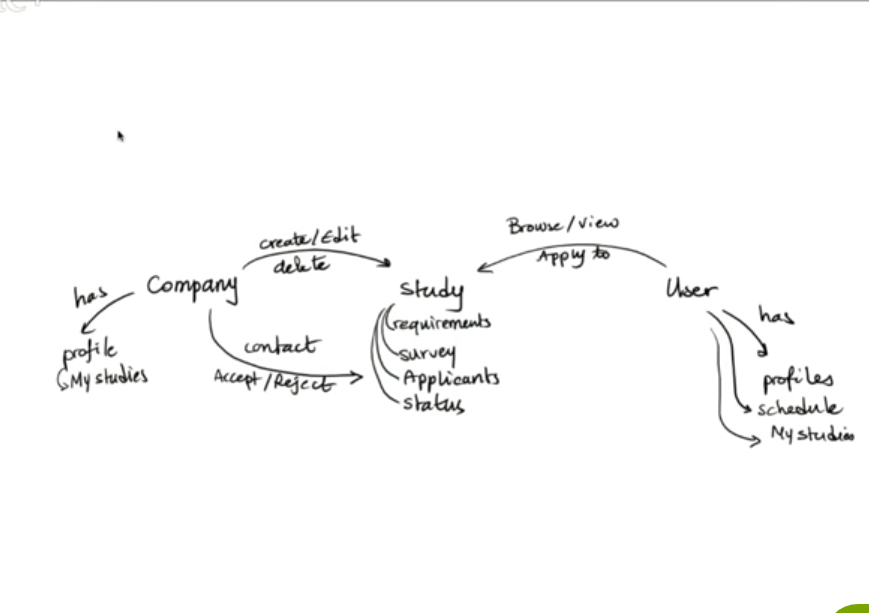 Browse/View
Apply to
create/Edit
delete
Company
study
User
has
profile
My studies
contact
Accept/Reject
requirements
survey
Applicants
status
has
profiles
schedule
My studies